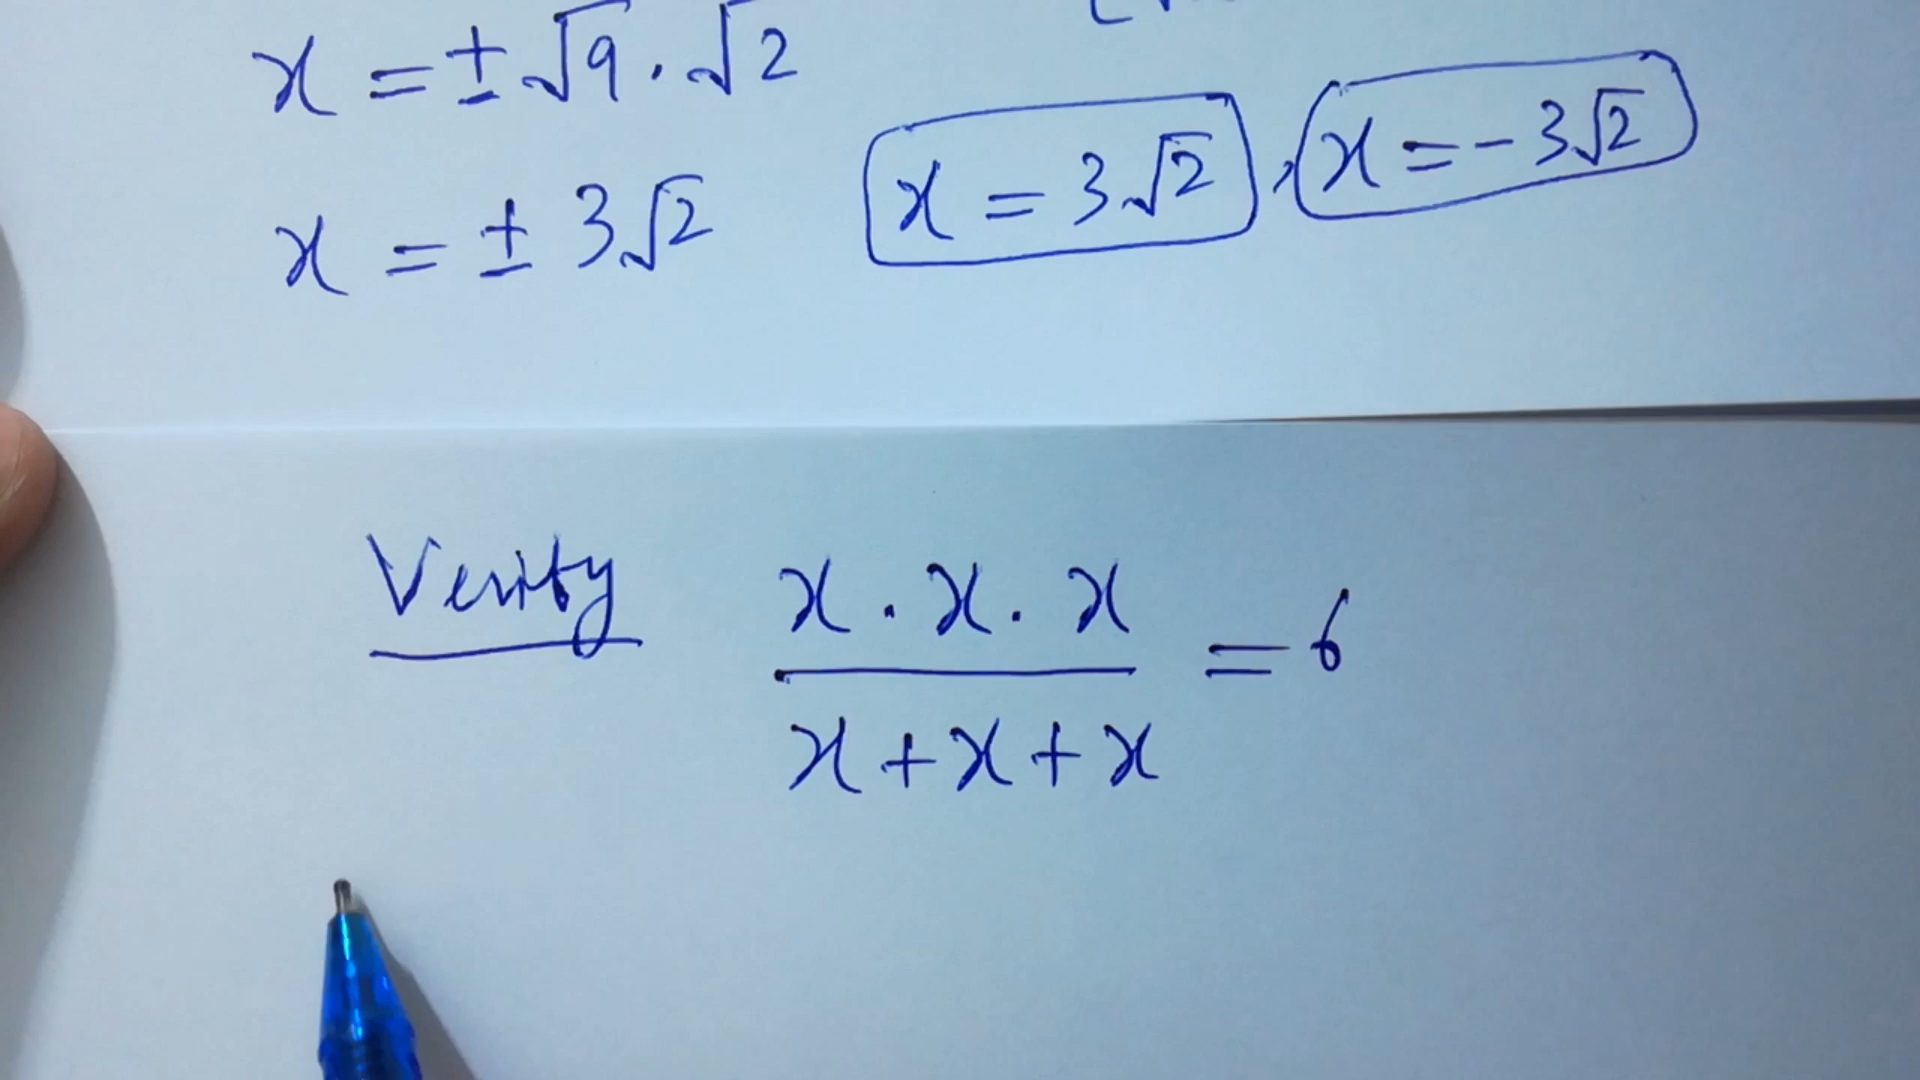 x = ± √9 . √2
x = ± 3√2
x = 3√2 , x = - 3√2
Verify
x . x . x
x + x + x
= 6